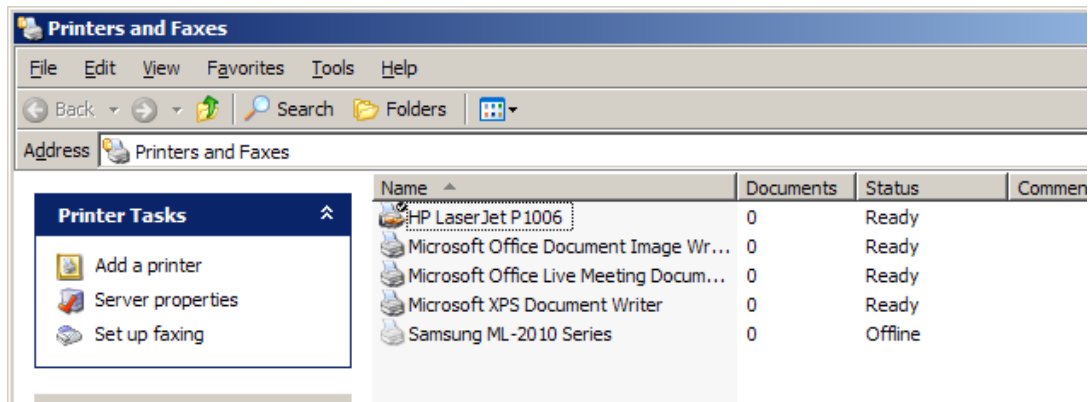 Printers and Faxes
File Edit View Favorites Tools Help
Back Search Folders
Address Printers and Faxes
Printer Tasks
Add a printer
Server properties
Set up faxing
Name Documents Status Commen
HP LaserJet P1006 0 Ready
Microsoft Office Document Image Wr... 0 Ready
Microsoft Office Live Meeting Docum... 0 Ready
Microsoft XPS Document Writer 0 Ready
Samsung ML-2010 Series 0 Offline